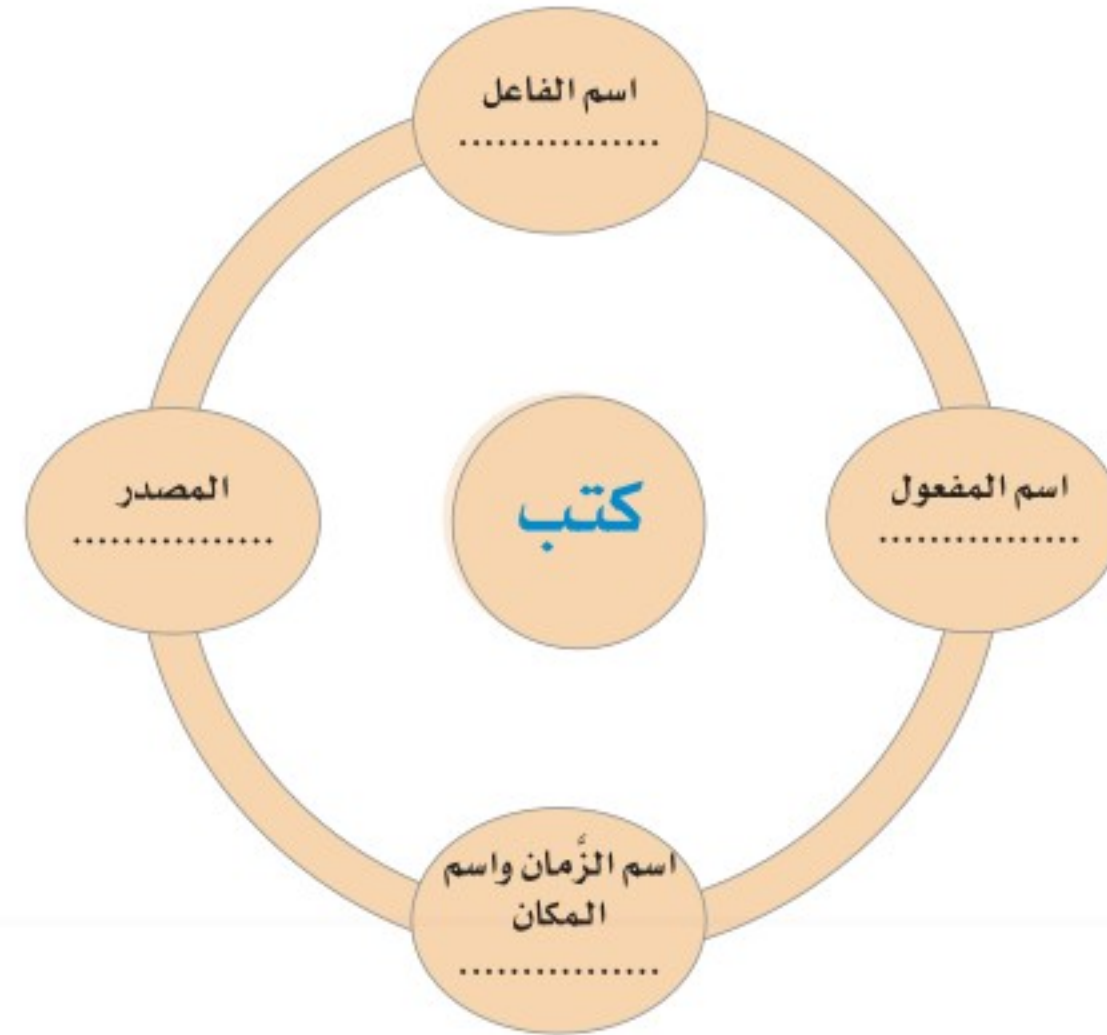 اسم الفاعل
................
اسم المفعول
................
كتب
المصدر
................
اسم الزَّمان واسم
المكان
................